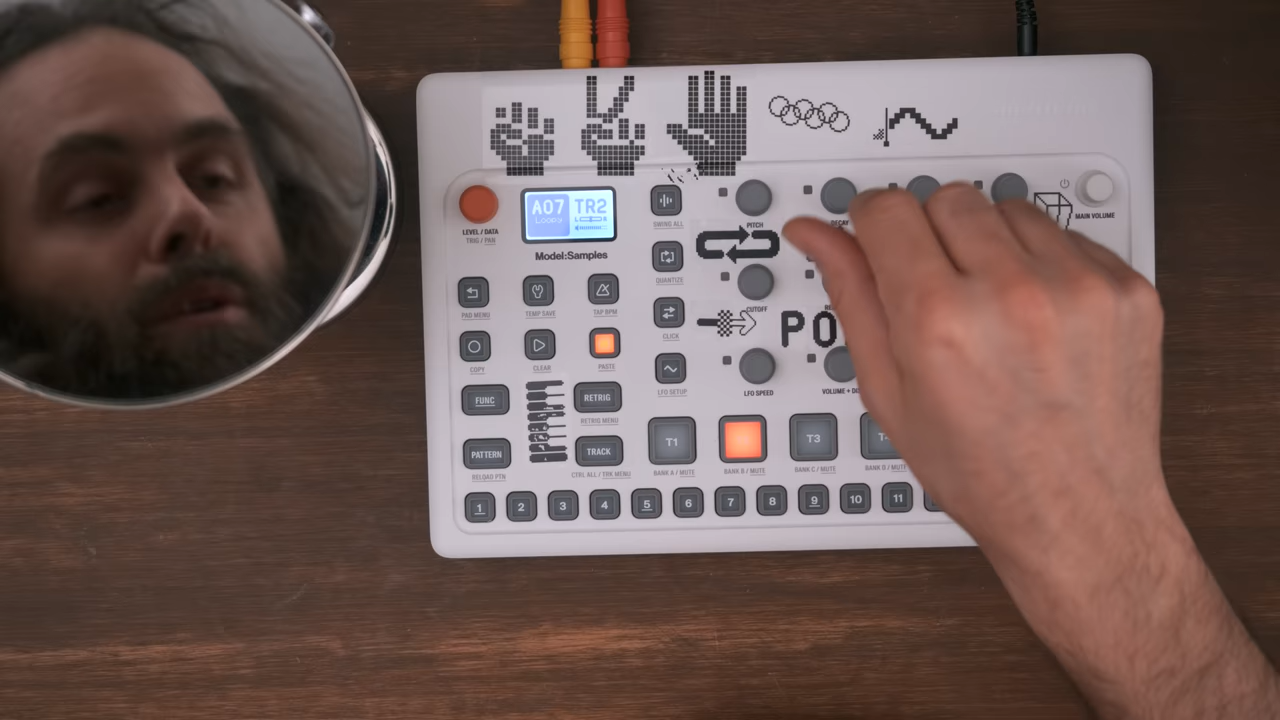 A07 TR2
Loops
LEVEL / DATA
TRIG / PAN
Model:Samples
SWING ALL
PITCH
DECAY
MAIN VOLUME
PAD MENU
TEMP SAVE
TAP BPM
QUANTIZE
CUTOFF
CLICK
PO
COPY
CLEAR
PASTE
LFO SETUP
LFO SPEED
VOLUME + DI
FUNC
RETRIG
RETRIG MENU
PATTERN
TRACK
T1
T3
RELOAD PTN
CTRL ALL / TRK MENU
BANK A / MUTE
BANK B / MUTE
BANK C / MUTE
BANK D / MUTE
1 2 3 4 5 6 7 8 9 10 11